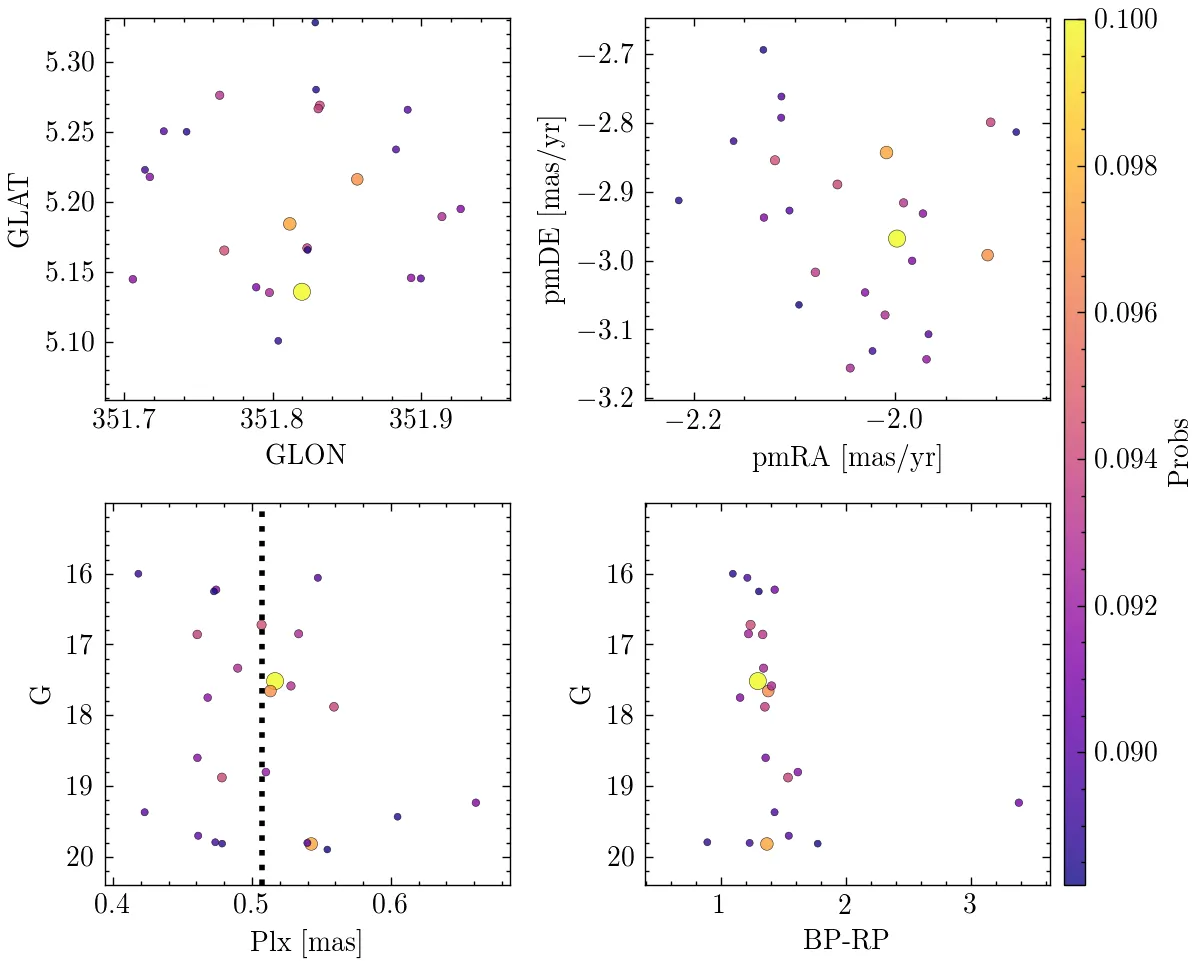 5.30
5.25
5.20
5.15
5.10
GLAT
351.7 351.8 351.9
GLON
−2.7
−2.8
−2.9
−3.0
−3.1
−3.2
pmDE [mas/yr]
−2.2 −2.0
pmRA [mas/yr]
16
17
18
19
20
G
0.4 0.5 0.6
Plx [mas]
16
17
18
19
20
G
1 2 3
BP-RP
0.100
0.098
0.096
0.094
0.092
0.090
Probs